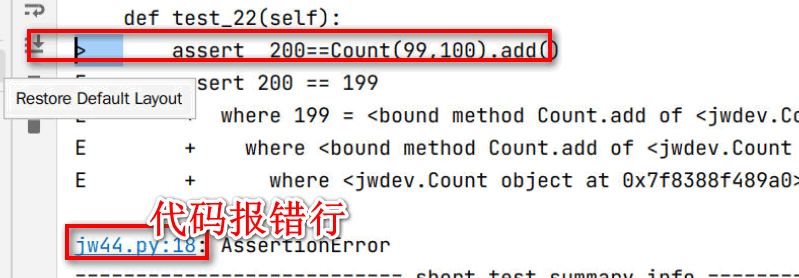 def test_22(self):
>       assert  200==Count(99,100).add()
ssert 200 == 199
Restore Default Layout
+  where 199 = <bound method Count.add of <jwdev.Co
E       +    where <bound method Count.add of <jwdev.Count
E       +      where <jwdev.Count object at 0x7f8388f489a0>
代码报错行
jw44.py:18: AssertionError
short test summary info